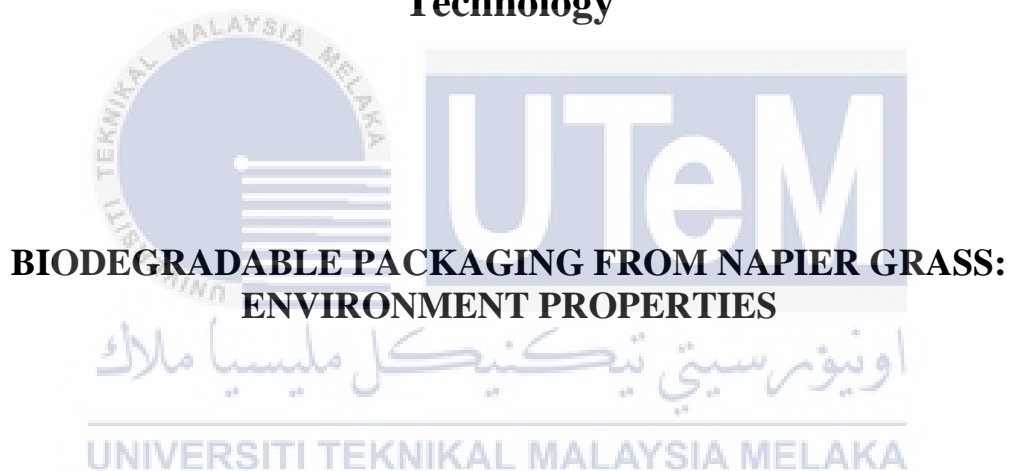 Technology
UNIVERSITI TEKNIKAL MALAYSIA MELAKA
UTeM
BIODEGRADABLE PACKAGING FROM NAPIER GRASS:
ENVIRONMENT PROPERTIES
اونيۏرسيتي تيكنيكل مليسيا ملاك
UNIVERSITI TEKNIKAL MALAYSIA MELAKA